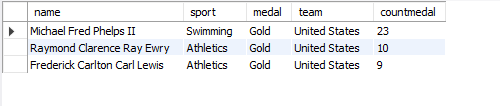 name sport medal team countmedal
Michael Fred Phelps II Swimming Gold United States 23
Raymond Clarence Ray Ewry Athletics Gold United States 10
Frederick Carlton Carl Lewis Athletics Gold United States 9